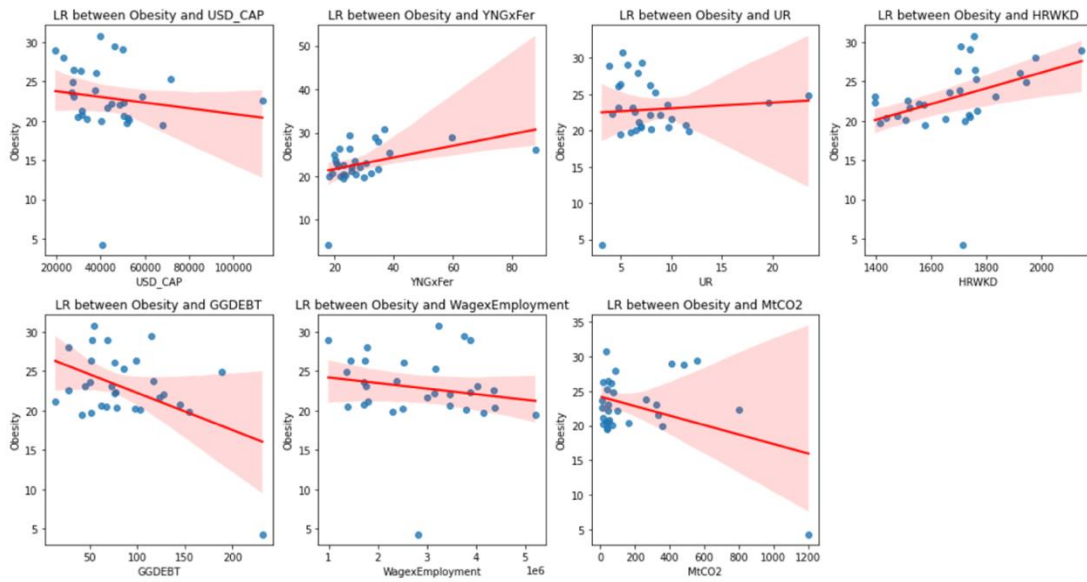 LR between Obesity and USD_CAP
Obesity
30
25
20
15
10
5
20000 40000 60000 80000 100000
USD_CAP
LR between Obesity and YNGxFer
Obesity
50
40
30
20
10
20 40 60 80
YNGxFer
LR between Obesity and UR
Obesity
30
25
20
15
10
5
5 10 15 20
UR
LR between Obesity and HRWKD
Obesity
30
25
20
15
10
5
1400 1600 1800 2000
HRWKD
LR between Obesity and GGDEBT
Obesity
30
25
20
15
10
5
50 100 150 200
GGDEBT
LR between Obesity and WagexEmployment
Obesity
30
25
20
15
10
5
1 2 3 4 5
1e6
WagexEmployment
LR between Obesity and MtCO2
Obesity
35
30
25
20
15
10
5
0 200 400 600 800 1000 1200
MtCO2